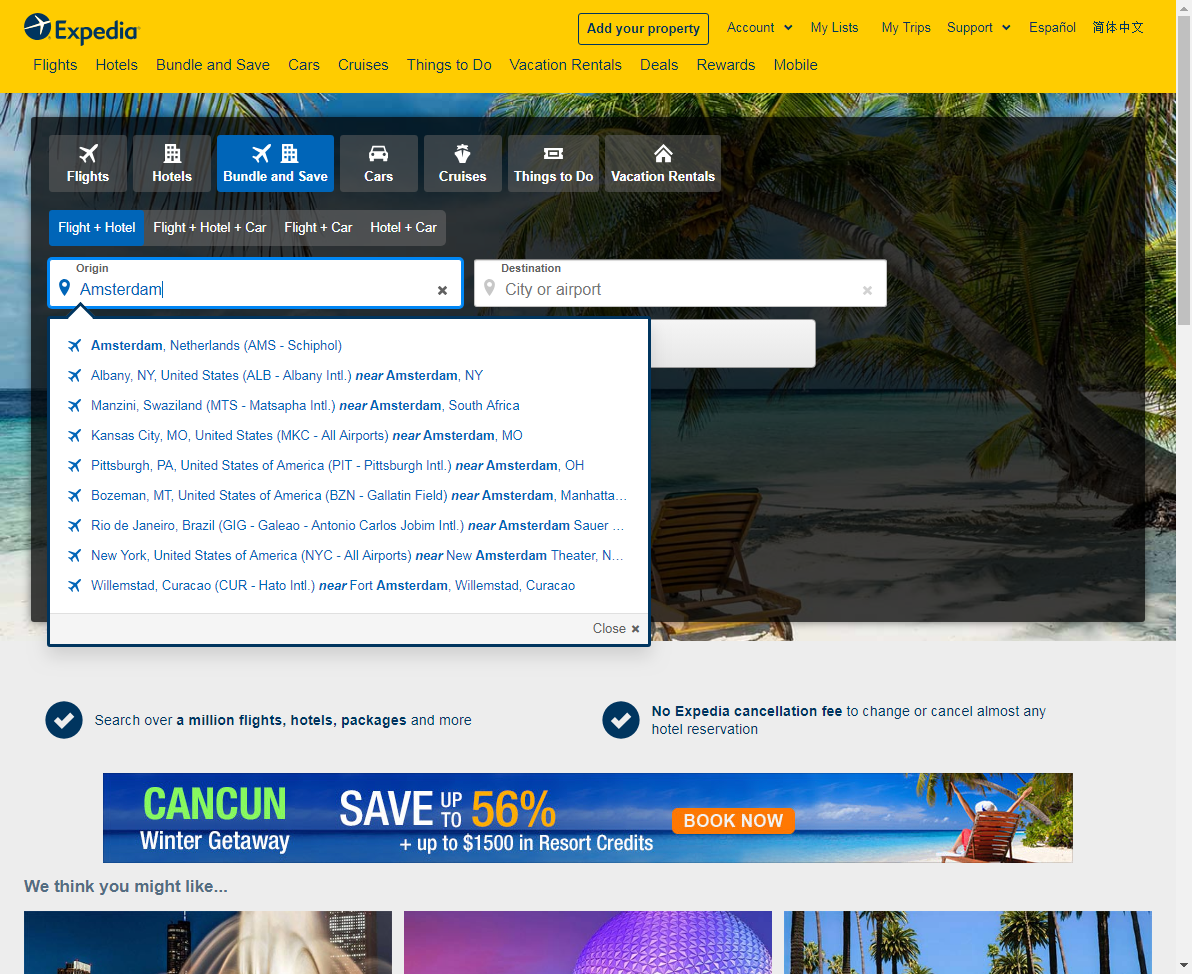 Expedia
Add your property
Account
My Lists
My Trips
Support
Español
简体中文
Flights
Hotels
Bundle and Save
Cars
Cruises
Things to Do
Vacation Rentals
Deals
Rewards
Mobile
Flights
Hotels
Bundle and Save
Cars
Cruises
Things to Do
Vacation Rentals
Flight + Hotel
Flight + Hotel + Car
Flight + Car
Hotel + Car
Origin
Amsterdam
Destination
City or airport
Amsterdam, Netherlands (AMS - Schiphol)
Albany, NY, United States (ALB - Albany Intl.) near Amsterdam, NY
Manzini, Swaziland (MTS - Matsapha Intl.) near Amsterdam, South Africa
Kansas City, MO, United States (MKC - All Airports) near Amsterdam, MO
Pittsburgh, PA, United States of America (PIT - Pittsburgh Intl.) near Amsterdam, OH
Bozeman, MT, United States of America (BZN - Gallatin Field) near Amsterdam, Manhatta...
Rio de Janeiro, Brazil (GIG - Galeao - Antonio Carlos Jobim Intl.) near Amsterdam Sauer ...
New York, United States of America (NYC - All Airports) near New Amsterdam Theater, N...
Willemstad, Curacao (CUR - Hato Intl.) near Fort Amsterdam, Willemstad, Curacao
Close
Search over a million flights, hotels, packages and more
No Expedia cancellation fee to change or cancel almost any
hotel reservation
CANCUN
Winter Getaway
SAVE UP TO 56%
+ up to $1500 in Resort Credits
BOOK NOW
We think you might like...